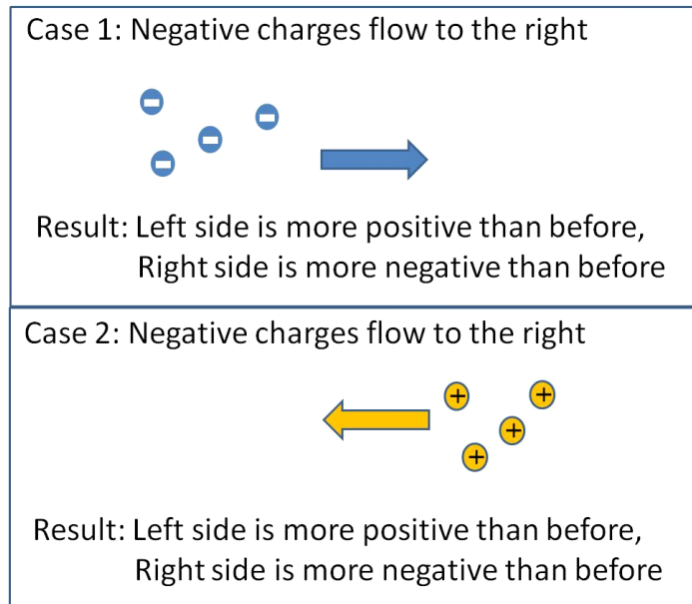 Case 1: Negative charges flow to the right
Result: Left side is more positive than before,
Right side is more negative than before
Case 2: Negative charges flow to the right
Result: Left side is more positive than before,
Right side is more negative than before